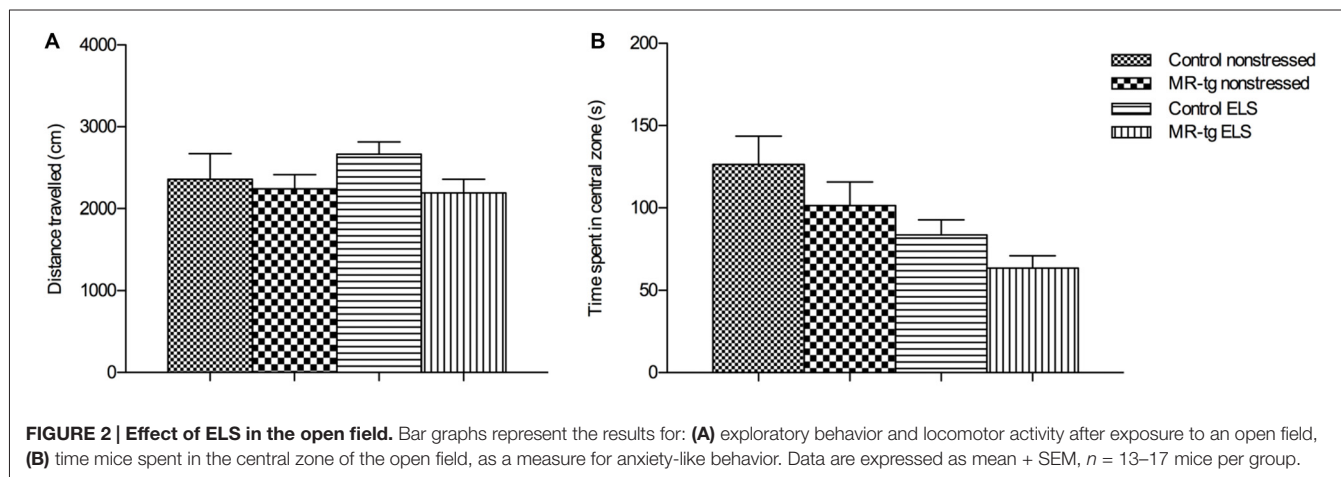 A
4000
3000
2000
1000
0
Distance travelled (cm)
B
200
150
100
50
0
Time spent in central zone (s)
Control nonstressed
MR-tg nonstressed
Control ELS
MR-tg ELS
FIGURE 2 | Effect of ELS in the open field. Bar graphs represent the results for: (A) exploratory behavior and locomotor activity after exposure to an open field,
(B) time mice spent in the central zone of the open field, as a measure for anxiety-like behavior. Data are expressed as mean + SEM, n = 13–17 mice per group.